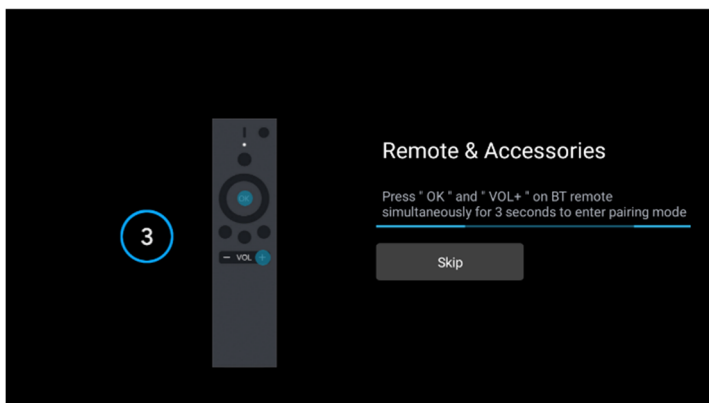 Remote & Accessories
Press " OK " and " VOL+ " on BT remote
simultaneously for 3 seconds to enter pairing mode
Skip
3
OK
− VOL +